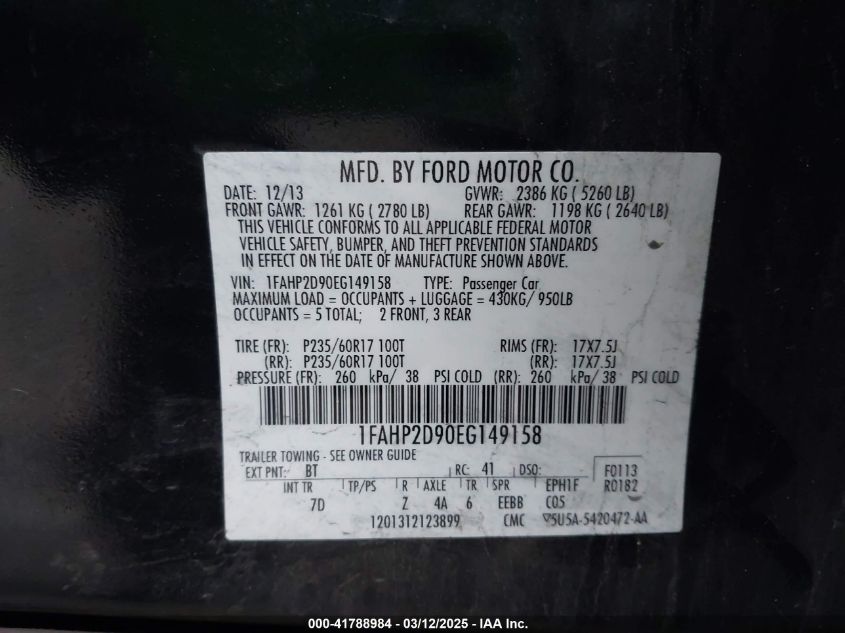 MFD. BY FORD MOTOR CO.
DATE: 12/13 GVWR: 2386 KG ( 5260 LB)
FRONT GAWR: 1261 KG ( 2780 LB) REAR GAWR: 1198 KG ( 2640 LB)
THIS VEHICLE CONFORMS TO ALL APPLICABLE FEDERAL MOTOR
VEHICLE SAFETY, BUMPER, AND THEFT PREVENTION STANDARDS
IN EFFECT ON THE DATE OF MANUFACTURE SHOWN ABOVE.
VIN: 1FAHP2D90EG149158 TYPE: Passenger Car
MAXIMUM LOAD = OCCUPANTS + LUGGAGE = 430KG/ 950LB
OCCUPANTS = 5 TOTAL; 2 FRONT, 3 REAR
TIRE (FR): P235/60R17 100T RIMS (FR): 17X7.5J
(RR): P235/60R17 100T (RR): 17X7.5J
PRESSURE (FR): 260 kPa/ 38 PSI COLD (RR): 260 kPa/ 38 PSI COLD
1FAHP2D90EG149158
TRAILER TOWING - SEE OWNER GUIDE
EXT PNT: BT RC: 41 DSO: F0113
INT TR TP/PS R AXLE TR SPR EPH1F R0182
7D Z 4A 6 EEBB C05
1201312123899 CMC 5U5A-5420472-AA
000-41788984 - 03/12/2025 - IAA Inc.